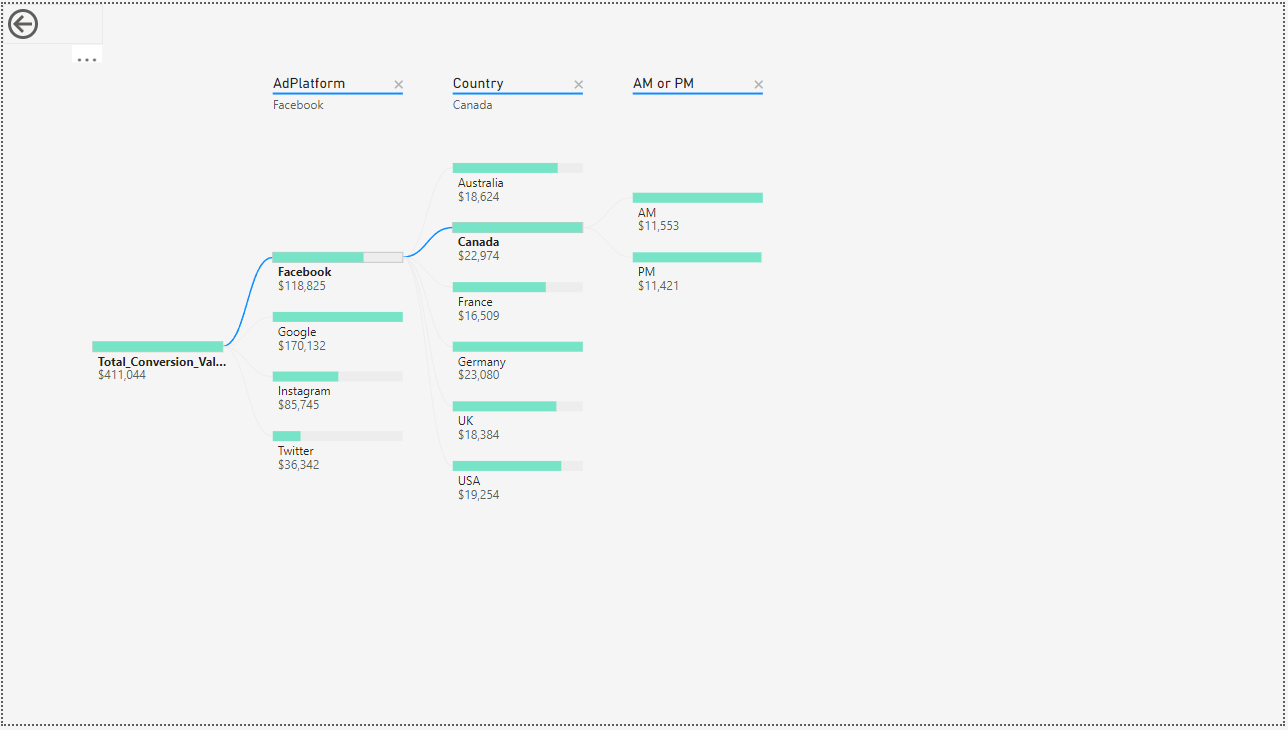 ...
AdPlatform
Facebook
Country
Canada
AM or PM
Total_Conversion_Val...
$411,044
Facebook
$118,825
Google
$170,132
Instagram
$85,745
Twitter
$36,342
Australia
$18,624
Canada
$22,974
France
$16,509
Germany
$23,080
UK
$18,384
USA
$19,254
AM
$11,553
PM
$11,421